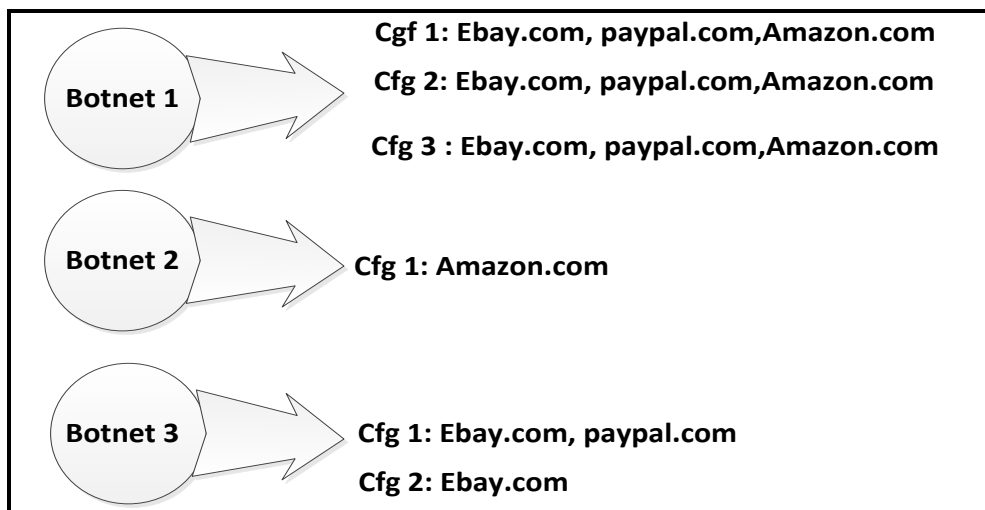 Cgf 1: Ebay.com, paypal.com,Amazon.com
Botnet 1
Cfg 2: Ebay.com, paypal.com,Amazon.com
Cfg 3 : Ebay.com, paypal.com,Amazon.com
Botnet 2
Cfg 1: Amazon.com
Botnet 3
Cfg 1: Ebay.com, paypal.com
Cfg 2: Ebay.com